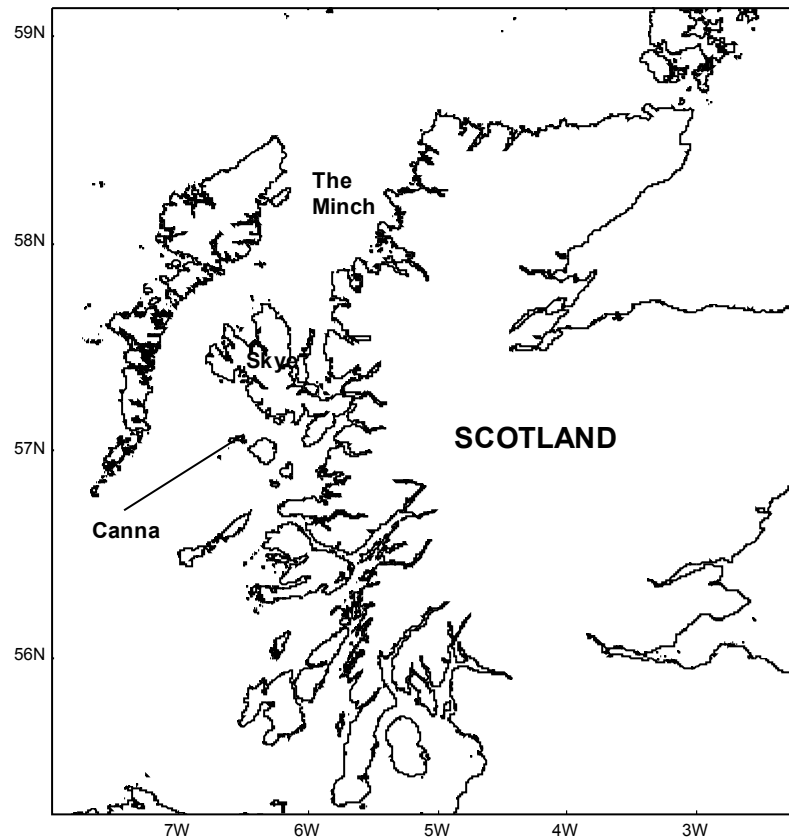 59N
The
Minch
58N
Skye
57N
SCOTLAND
Canna
56N
7W 6W 5W 4W 3W